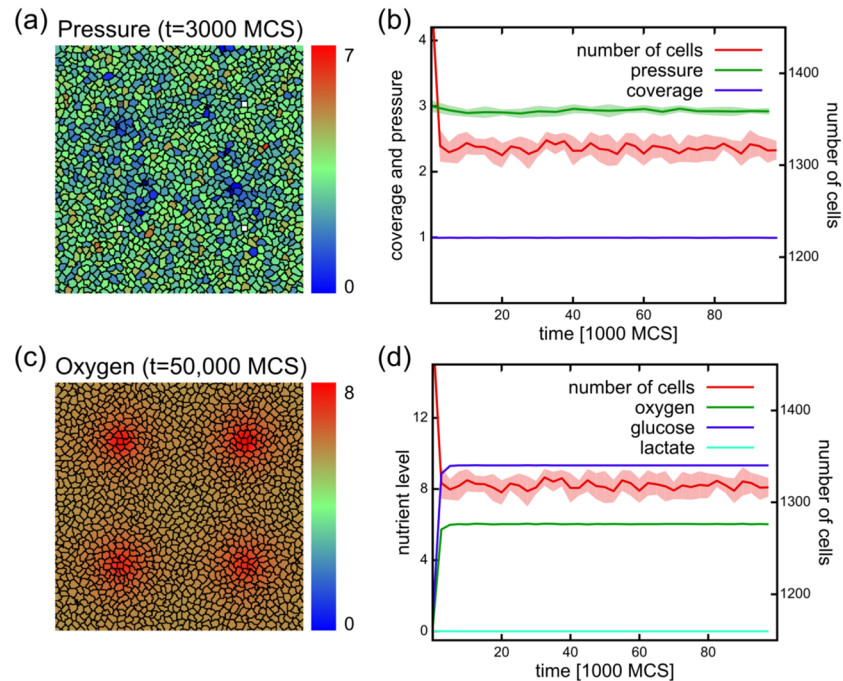 (a)
Pressure (t=3000 MCS)
7
0
(b)
number of cells
pressure
coverage
4
3
2
1
coverage and pressure
1400
1300
1200
number of cells
20
40
60
80
time [1000 MCS]
(c)
Oxygen (t=50,000 MCS)
8
0
(d)
number of cells
oxygen
glucose
lactate
12
8
4
0
nutrient level
1400
1300
1200
number of cells
20
40
60
80
time [1000 MCS]